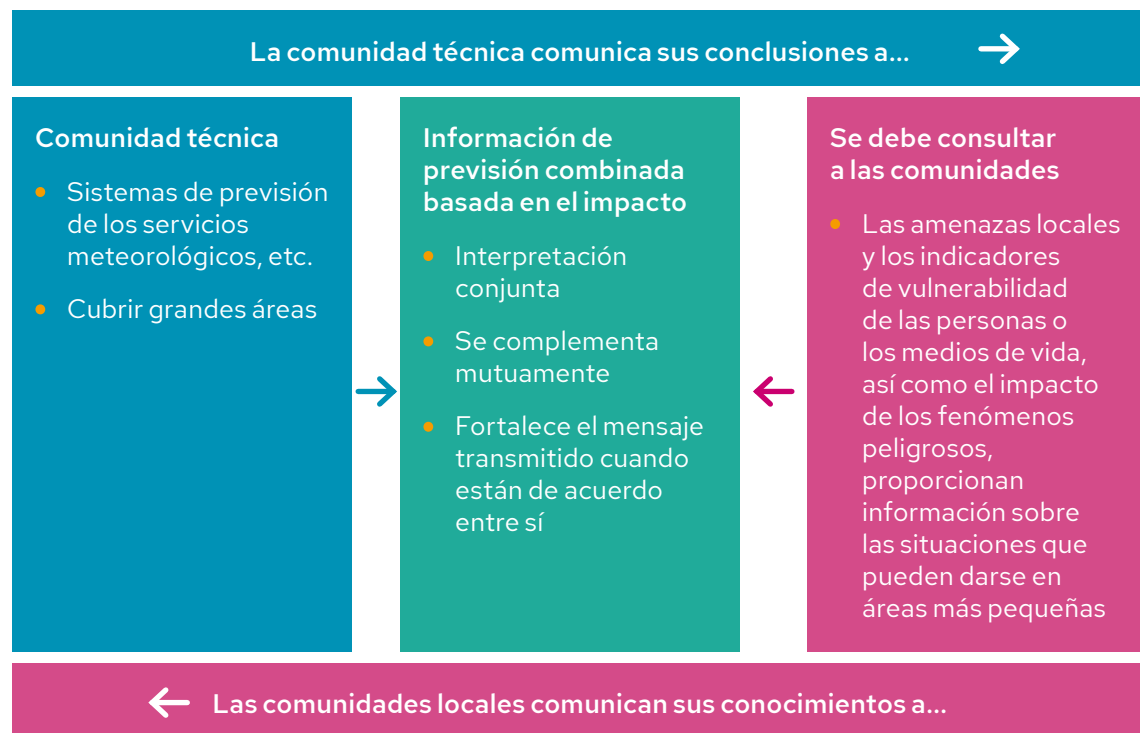 La comunidad técnica comunica sus conclusiones a...
Comunidad técnica
Sistemas de previsión
de los servicios
meteorológicos, etc.
Cubrir grandes áreas
Información de
previsión combinada
basada en el impacto
Interpretación
conjunta
Se complementa
mutuamente
Fortalece el mensaje
transmitido cuando
están de acuerdo
entre sí
Se debe consultar
a las comunidades
Las amenazas locales
y los indicadores
de vulnerabilidad
de las personas o
los medios de vida,
así como el impacto
de los fenómenos
peligrosos,
proporcionan
información sobre
las situaciones que
pueden darse en
áreas más pequeñas
Las comunidades locales comunican sus conocimientos a...